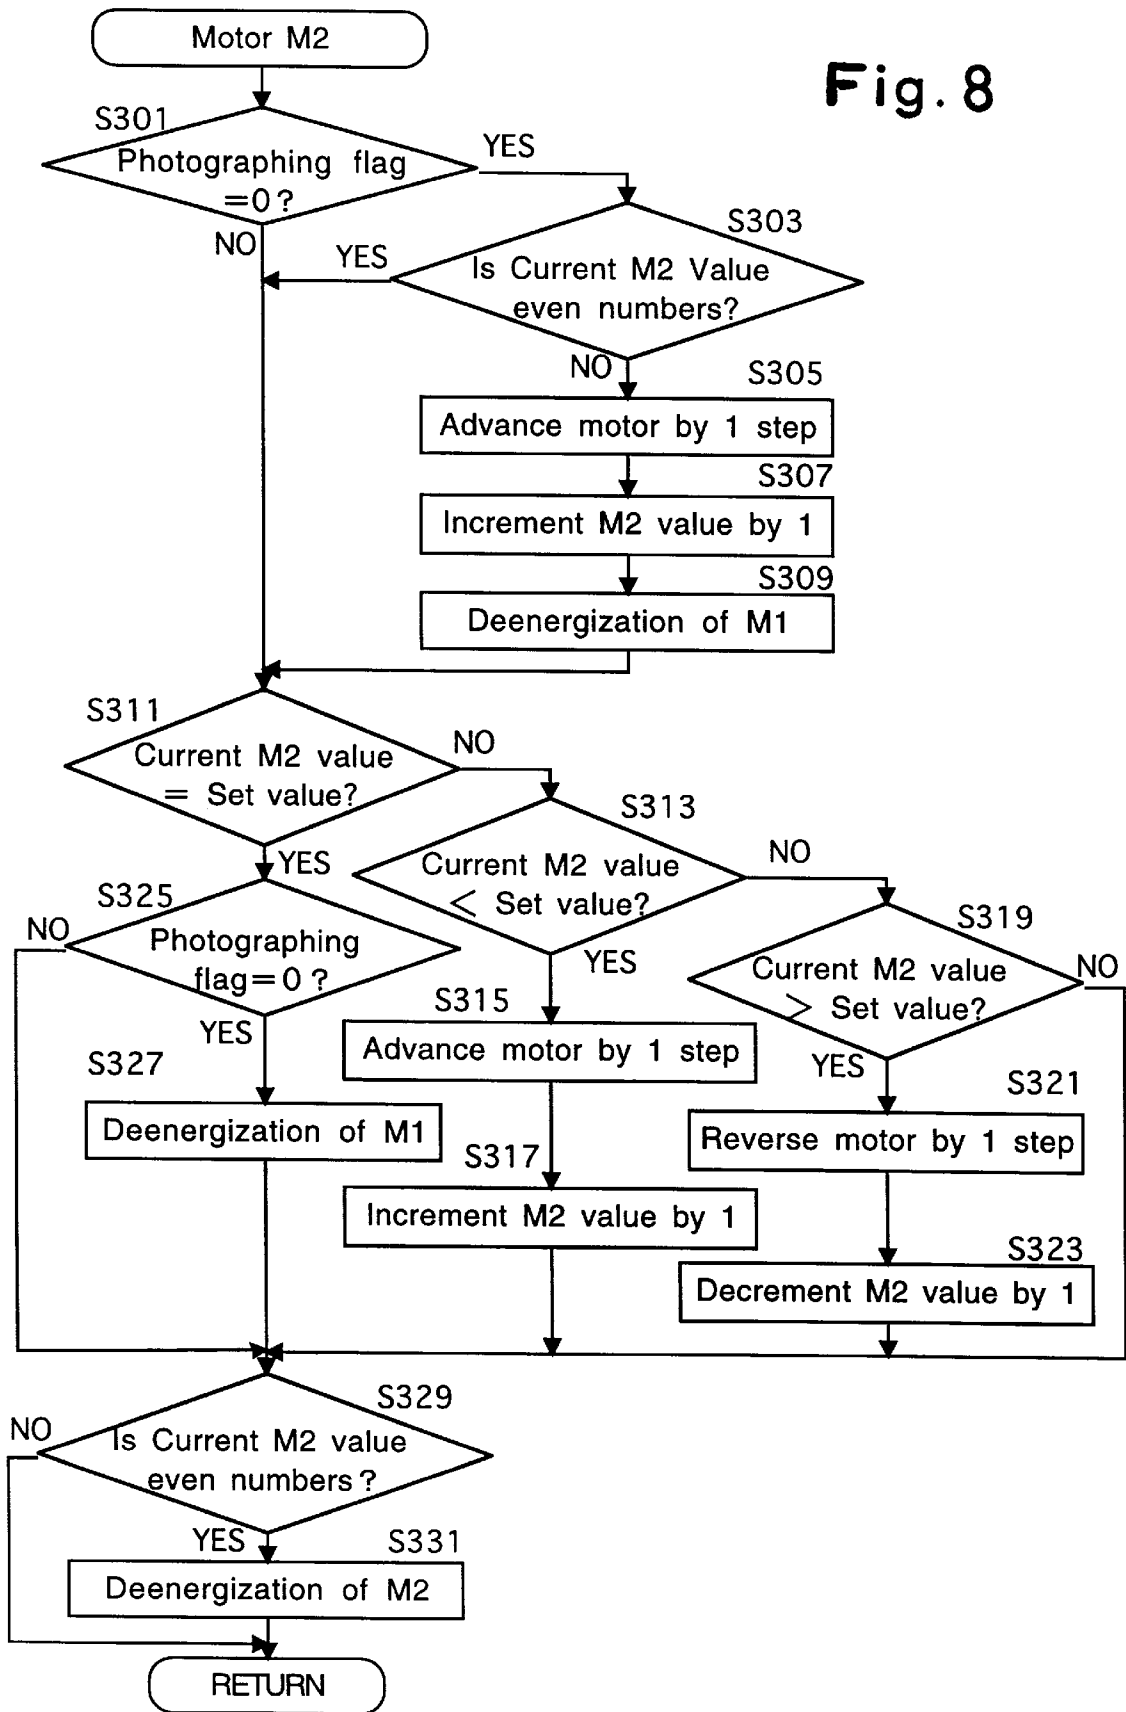 Motor M2
Fig. 8
S301
YES
Photographing flag
=0?
S303
NO
YES
Is Current M2 Value
even numbers?
NO
S305
Advance motor by 1 step
S307
Increment M2 value by 1
S309
Deenergization of M1
S311
NO
Current M2 value
= Set value?
S313
YES
Current M2 value
< Set value?
NO
S325
NO
Photographing
flag=0?
S319
YES
Current M2 value
> Set value?
NO
S315
YES
Advance motor by 1 step
S327
YES
S321
Deenergization of M1
Reverse motor by 1 step
S317
Increment M2 value by 1
S323
Decrement M2 value by 1
S329
NO
Is Current M2 value
even numbers?
YES
S331
Deenergization of M2
RETURN